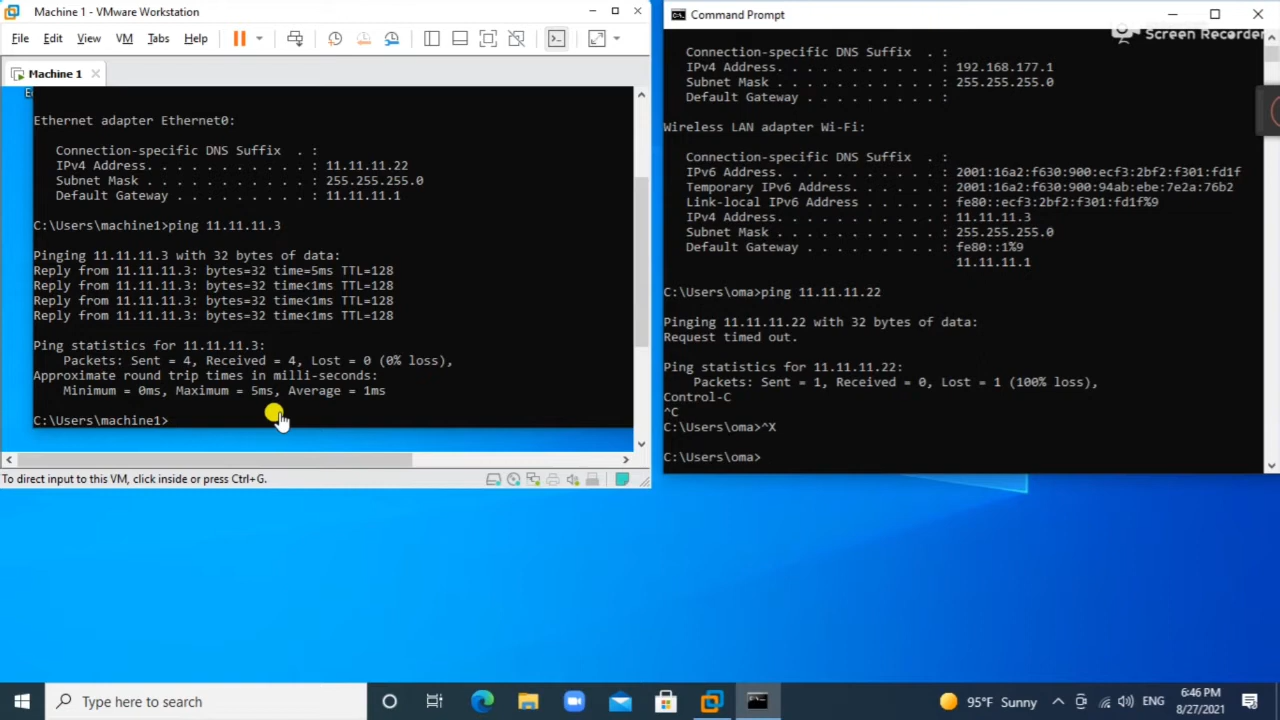 Machine 1 - VMware Workstation
File Edit View VM Tabs Help
Machine 1
Ethernet adapter Ethernet0:
Connection-specific DNS Suffix . :
IPv4 Address. . . . . . . . . . . : 11.11.11.22
Subnet Mask . . . . . . . . . . . : 255.255.255.0
Default Gateway . . . . . . . . . : 11.11.11.1
C:\Users\machine1>ping 11.11.11.3
Pinging 11.11.11.3 with 32 bytes of data:
Reply from 11.11.11.3: bytes=32 time=5ms TTL=128
Reply from 11.11.11.3: bytes=32 time<1ms TTL=128
Reply from 11.11.11.3: bytes=32 time<1ms TTL=128
Reply from 11.11.11.3: bytes=32 time<1ms TTL=128
Ping statistics for 11.11.11.3:
Packets: Sent = 4, Received = 4, Lost = 0 (0% loss),
Approximate round trip times in milli-seconds:
Minimum = 0ms, Maximum = 5ms, Average = 1ms
C:\Users\machine1>
To direct input to this VM, click inside or press Ctrl+G.
Command Prompt
Screen Recorder
Connection-specific DNS Suffix . :
IPv4 Address. . . . . . . . . . . : 192.168.177.1
Subnet Mask . . . . . . . . . . . : 255.255.255.0
Default Gateway . . . . . . . . . :
Wireless LAN adapter Wi-Fi:
Connection-specific DNS Suffix . :
IPv6 Address. . . . . . . . . . . : 2001:16a2:f630:900:ecf3:2bf2:f301:fd1f
Temporary IPv6 Address. . . . . . : 2001:16a2:f630:900:94ab:ebe:7e2a:76b2
Link-local IPv6 Address . . . . . : fe80::ecf3:2bf2:f301:fd1f%9
IPv4 Address. . . . . . . . . . . : 11.11.11.3
Subnet Mask . . . . . . . . . . . : 255.255.255.0
Default Gateway . . . . . . . . . : fe80::1%9
11.11.11.1
C:\Users\oma>ping 11.11.11.22
Pinging 11.11.11.22 with 32 bytes of data:
Request timed out.
Ping statistics for 11.11.11.22:
Packets: Sent = 1, Received = 0, Lost = 1 (100% loss),
Control-C
^C
C:\Users\oma>^X
C:\Users\oma>
Type here to search
95°F Sunny
ENG
6:46 PM
8/27/2021